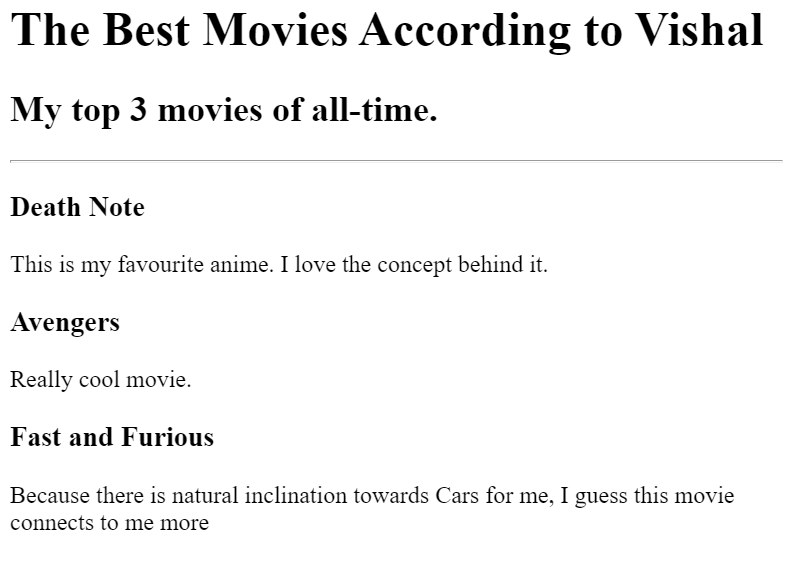 The Best Movies According to Vishal
My top 3 movies of all-time.
Death Note
This is my favourite anime. I love the concept behind it.
Avengers
Really cool movie.
Fast and Furious
Because there is natural inclination towards Cars for me, I guess this movie
connects to me more